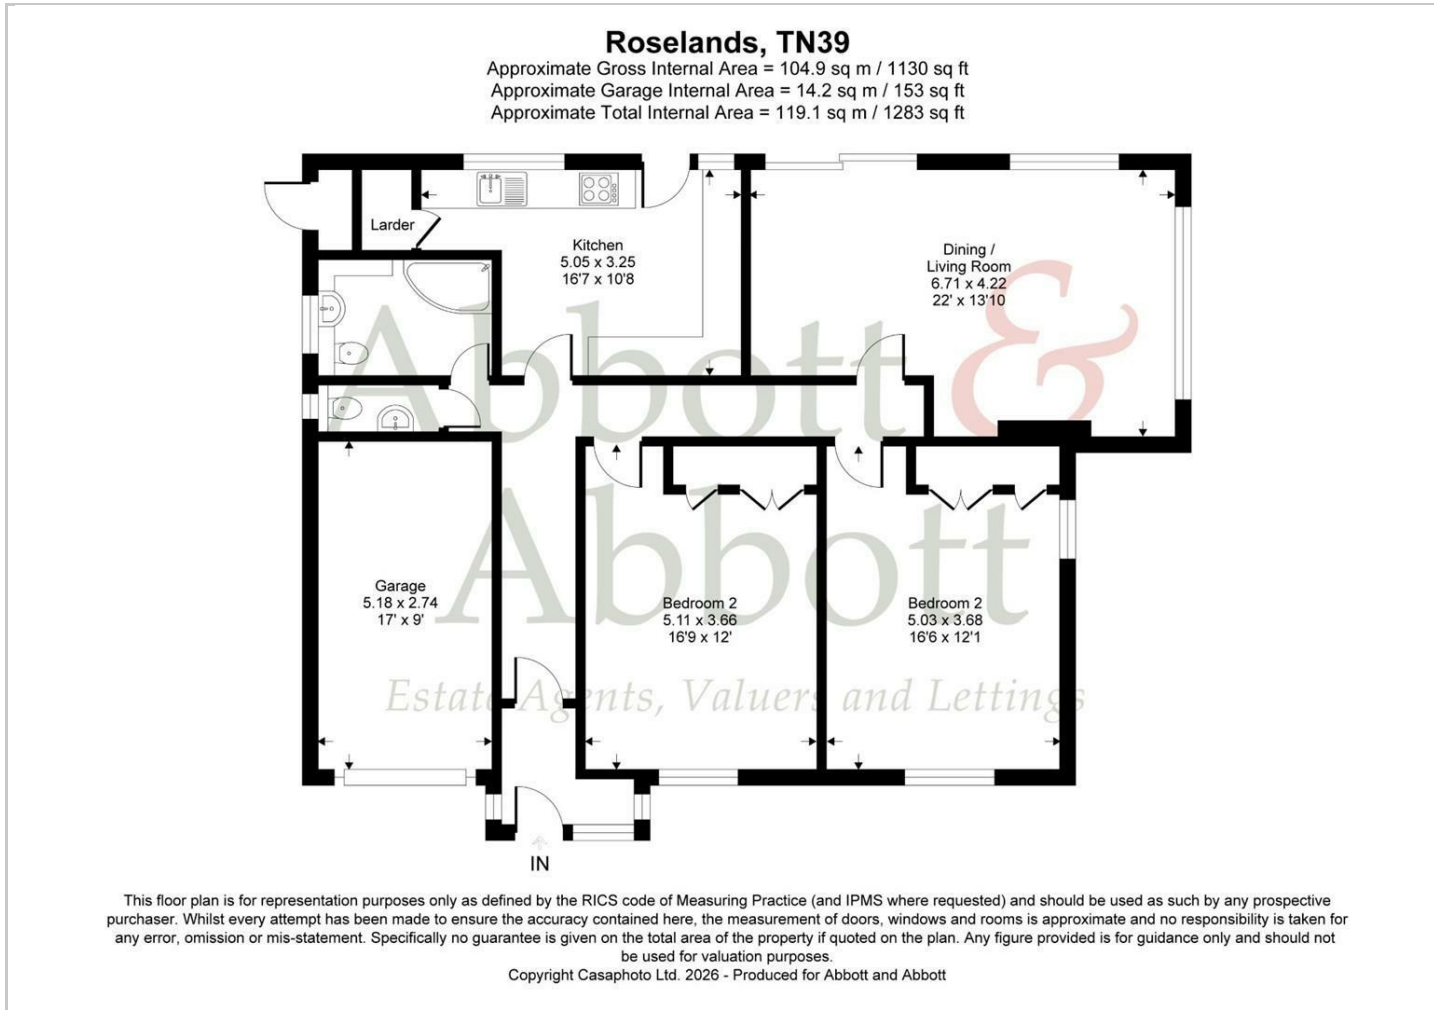 Roselands, TN39
Approximate Gross Internal Area = 104.9 sq m / 1130 sq ft
Approximate Garage Internal Area = 14.2 sq m / 153 sq ft
Approximate Total Internal Area = 119.1 sq m / 1283 sq ft
Larder
Kitchen
5.05 x 3.25
16'7 x 10'8
Dining /
Living Room
6.71 x 4.22
22' x 13'10
Abbott &
Abbott
Estate Agents, Valuers and Lettings
Garage
5.18 x 2.74
17' x 9'
Bedroom 2
5.11 x 3.66
16'9 x 12'
Bedroom 2
5.03 x 3.68
16'6 x 12'1
IN
This floor plan is for representation purposes only as defined by the RICS code of Measuring Practice (and IPMS where requested) and should be used as such by any prospective
purchaser. Whilst every attempt has been made to ensure the accuracy contained here, the measurement of doors, windows and rooms is approximate and no responsibility is taken for
any error, omission or mis-statement. Specifically no guarantee is given on the total area of the property if quoted on the plan. Any figure provided is for guidance only and should not
be used for valuation purposes.
Copyright Casaphoto Ltd. 2026 - Produced for Abbott and Abbott